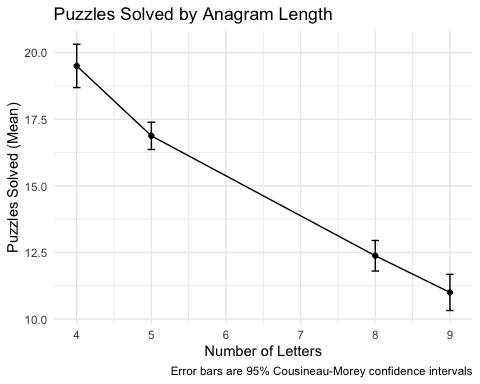 Puzzles Solved by Anagram Length
Puzzles Solved (Mean)
20.0
17.5
15.0
12.5
10.0
4 5 6 7 8 9
Number of Letters
Error bars are 95% Cousineau-Morey confidence intervals